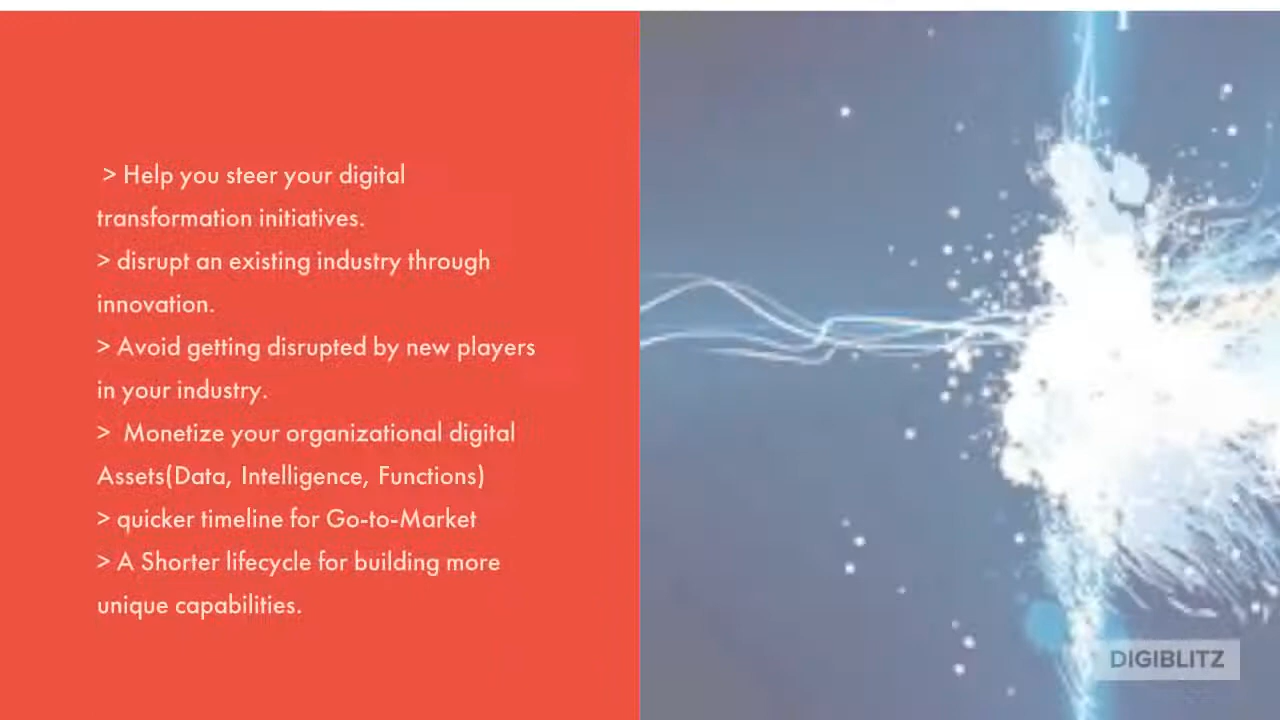 > Help you steer your digital
transformation initiatives.
> disrupt an existing industry through
innovation.
> Avoid getting disrupted by new players
in your industry.
>  Monetize your organizational digital
Assets(Data, Intelligence, Functions)
> quicker timeline for Go-to-Market
> A Shorter lifecycle for building more
unique capabilities.
DIGIBLITZ